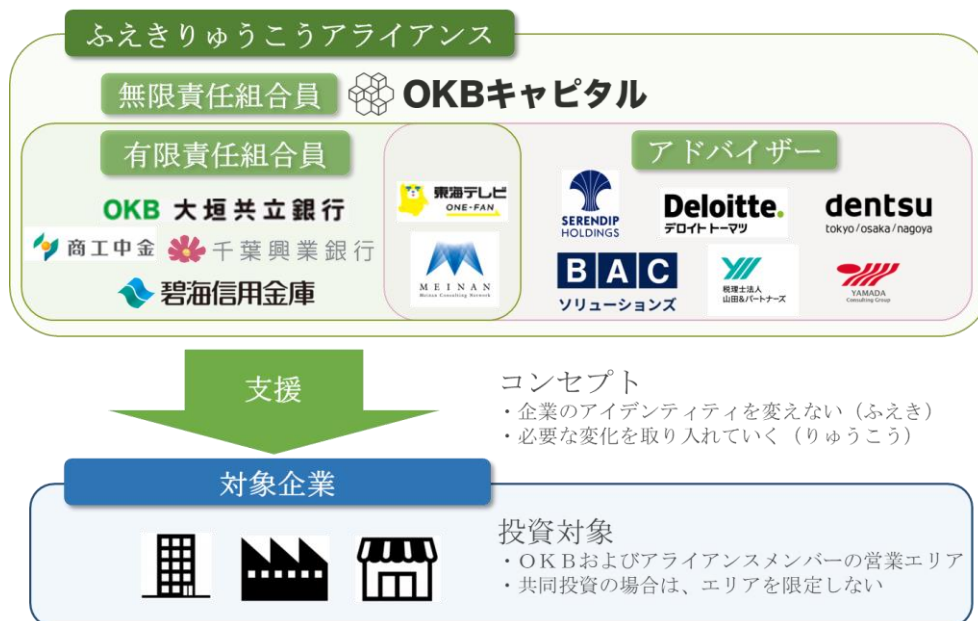 ふえきりゅうこうアライアンス
無限責任組合員 OKBキャピタル
有限責任組合員
OKB 大垣共立銀行
商工中金 千葉興業銀行
碧海信用金庫
東海テレビ
ONE-FAN
MEINAN
Meinan Consulting Network
アドバイザー
SERENDIP
HOLDINGS
Deloitte.
デロイト トーマツ
dentsu
tokyo/osaka/nagoya
BAC
ソリューションズ
税理士法人
山田&パートナーズ
YAMADA
Consulting Group
支援
コンセプト
・企業のアイデンティティを変えない（ふえき）
・必要な変化を取り入れていく（りゅうこう）
対象企業
投資対象
・OKBおよびアライアンスメンバーの営業エリア
・共同投資の場合は、エリアを限定しない